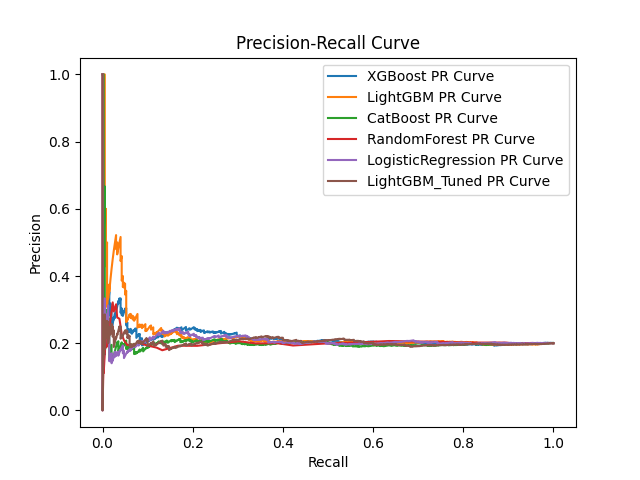 Precision-Recall Curve
XGBoost PR Curve
LightGBM PR Curve
CatBoost PR Curve
RandomForest PR Curve
LogisticRegression PR Curve
LightGBM_Tuned PR Curve
Precision
1.0
0.8
0.6
0.4
0.2
0.0
0.0 0.2 0.4 0.6 0.8 1.0
Recall